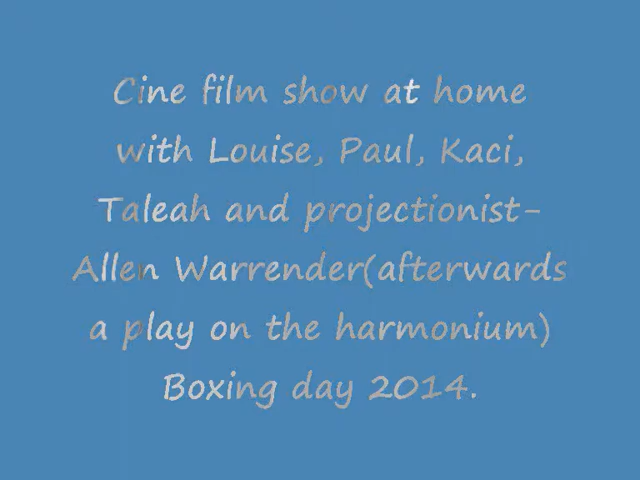 Cine film show at home
with Louise, Paul, Kaci,
Taleah and projectionist-
Allen Warrender(afterwards
a play on the harmonium)
Boxing day 2014.